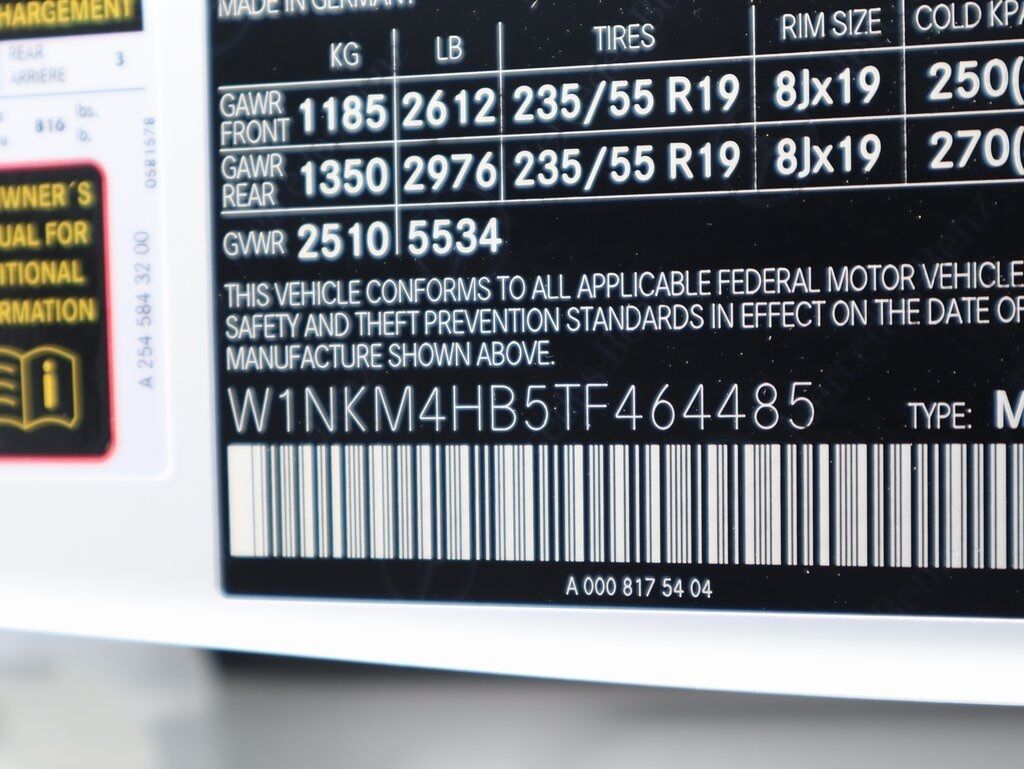 HARGEMENT
REAR
ARRIERE
3
lbs.
816
lb.
0581578
WNER´S
UAL FOR
ITIONAL
RMATION
A 254 584 32 00
MADE IN GERMANY
KG LB TIRES RIM SIZE COLD KPA
GAWR FRONT 1185 2612 235/55 R19 8Jx19 250(
GAWR REAR 1350 2976 235/55 R19 8Jx19 270(
GVWR 2510 5534
THIS VEHICLE CONFORMS TO ALL APPLICABLE FEDERAL MOTOR VEHICLE
SAFETY AND THEFT PREVENTION STANDARDS IN EFFECT ON THE DATE OF
MANUFACTURE SHOWN ABOVE.
W1NKM4HB5TF464485 TYPE: M
A 000 817 54 04